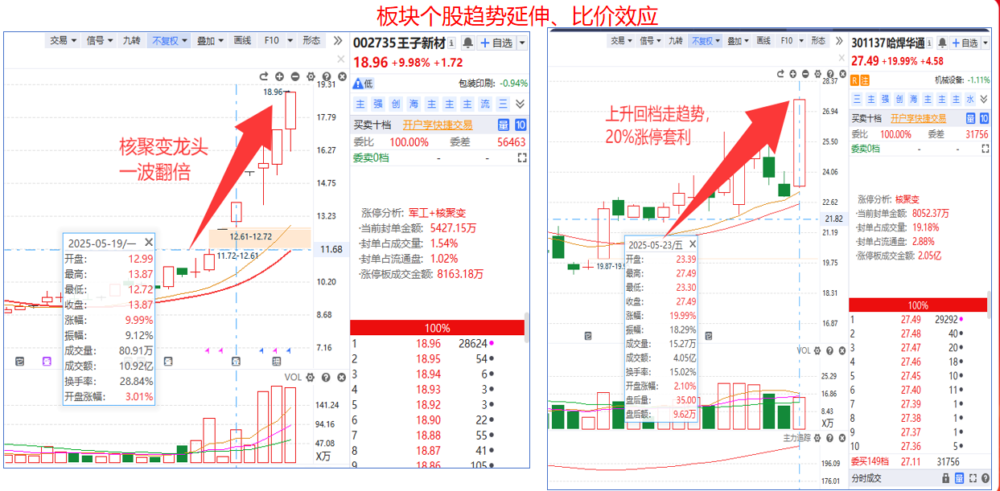 板块个股趋势延伸、比价效应
交易 信号 九转 不复权 叠加 画线 F10 形态
002735 王子新材 自选
18.96 +9.98% +1.72
低 包装印刷: -0.94%
主 强 创 海 主 主 主 流 三
买卖十档 开户享快捷交易 量 10
委比 100.00% 委差 56463
委卖0档 - -
涨停分析: 军工+核聚变
·当前封单金额: 5427.15万
·封单占成交量: 1.54%
·封单占流通盘: 1.02%
·涨停板成交金额: 8163.18万
100%
1 18.96 28624
2 18.95 54
3 18.94 6
4 18.93 3
5 18.92 3
6 18.90 22
7 18.88 55
8 18.87 41
9 18.86 105
19.31
17.79
16.27
14.75
13.23
11.68
10.20
8.68
7.16
18.96
核聚变龙头
一波翻倍
12.61-12.72
11.72-12.61
2025-05-19/一
开盘: 12.99
最高: 13.87
最低: 12.72
收盘: 13.87
涨幅: 9.99%
振幅: 9.12%
成交量: 80.91万
成交额: 10.92亿
换手率: 28.84%
开盘涨幅: 3.01%
VOL
141.24
94.16
47.08
X万
交易 信号 九转 不复权 叠加 画线 F10 形态
301137 哈焊华通 自选
27.49 +19.99% +4.58
R 注 机械设备: -1.11%
三 主 强 创 海 主 主 主 水
买卖十档 开户享快捷交易 量 10
委比 100.00% 委差 31756
委卖0档 - -
涨停分析: 核聚变
·当前封单金额: 8052.37万
·封单占成交量: 19.18%
·封单占流通盘: 2.88%
·涨停板成交金额: 2.05亿
100%
1 27.49 29292
2 27.48 40
3 27.47 20
4 27.46 18
5 27.45 10
6 27.40 11
7 27.39 1
8 27.38 1
9 27.37 1
10 27.36 5
委买149档 27.11 31756
分时成交 量
28.37
26.94
25.50
24.06
22.62
21.82
21.19
19.75
18.31
16.87
上升回档走趋势,
20%涨停套利
2025-05-23/五
开盘: 23.39
最高: 27.49
最低: 23.30
收盘: 27.49
涨幅: 19.99%
振幅: 18.29%
成交量: 15.27万
成交额: 4.05亿
换手率: 15.02%
开盘涨幅: 2.10%
盘后量: 35.00
盘后额: 9.62万
VOL
25.29
16.86
8.43
X万
主力追踪
196.09
176.01